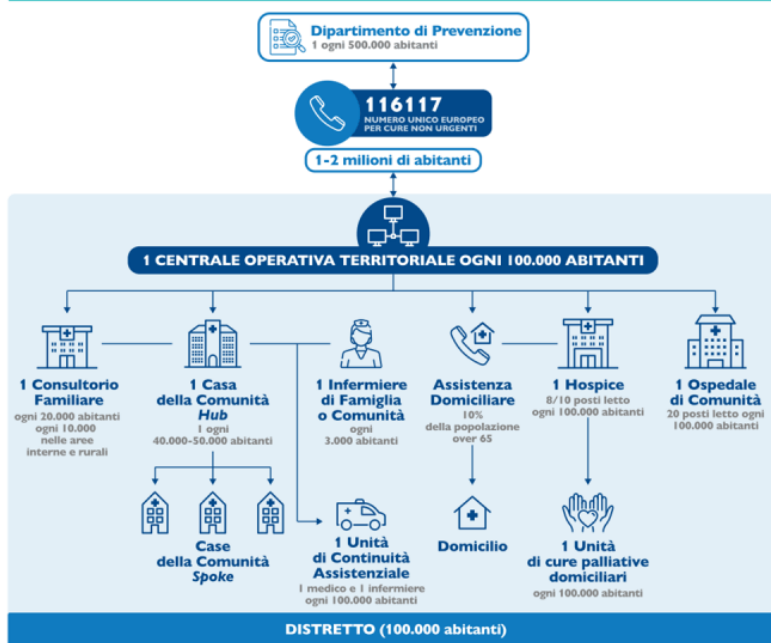 Dipartimento di Prevenzione
1 ogni 500.000 abitanti
116117
NUMERO UNICO EUROPEO
PER CURE NON URGENTI
1-2 milioni di abitanti
1 CENTRALE OPERATIVA TERRITORIALE OGNI 100.000 ABITANTI
1 Consultorio
Familiare
ogni 20.000 abitanti
ogni 10.000
nelle aree
interne e rurali
1 Casa
della Comunità
Hub
1 ogni
40.000-50.000 abitanti
1 Infermiere
di Famiglia
o Comunità
ogni
3.000 abitanti
Assistenza
Domiciliare
10%
della popolazione
over 65
1 Hospice
8/10 posti letto
ogni 100.000 abitanti
1 Ospedale
di Comunità
20 posti letto ogni
100.000 abitanti
Case
della Comunità
Spoke
1 Unità
di Continuità
Assistenziale
1 medico e 1 infermiere
ogni 100.000 abitanti
Domicilio
1 Unità
di cure palliative
domiciliari
ogni 100.000 abitanti
DISTRETTO (100.000 abitanti)